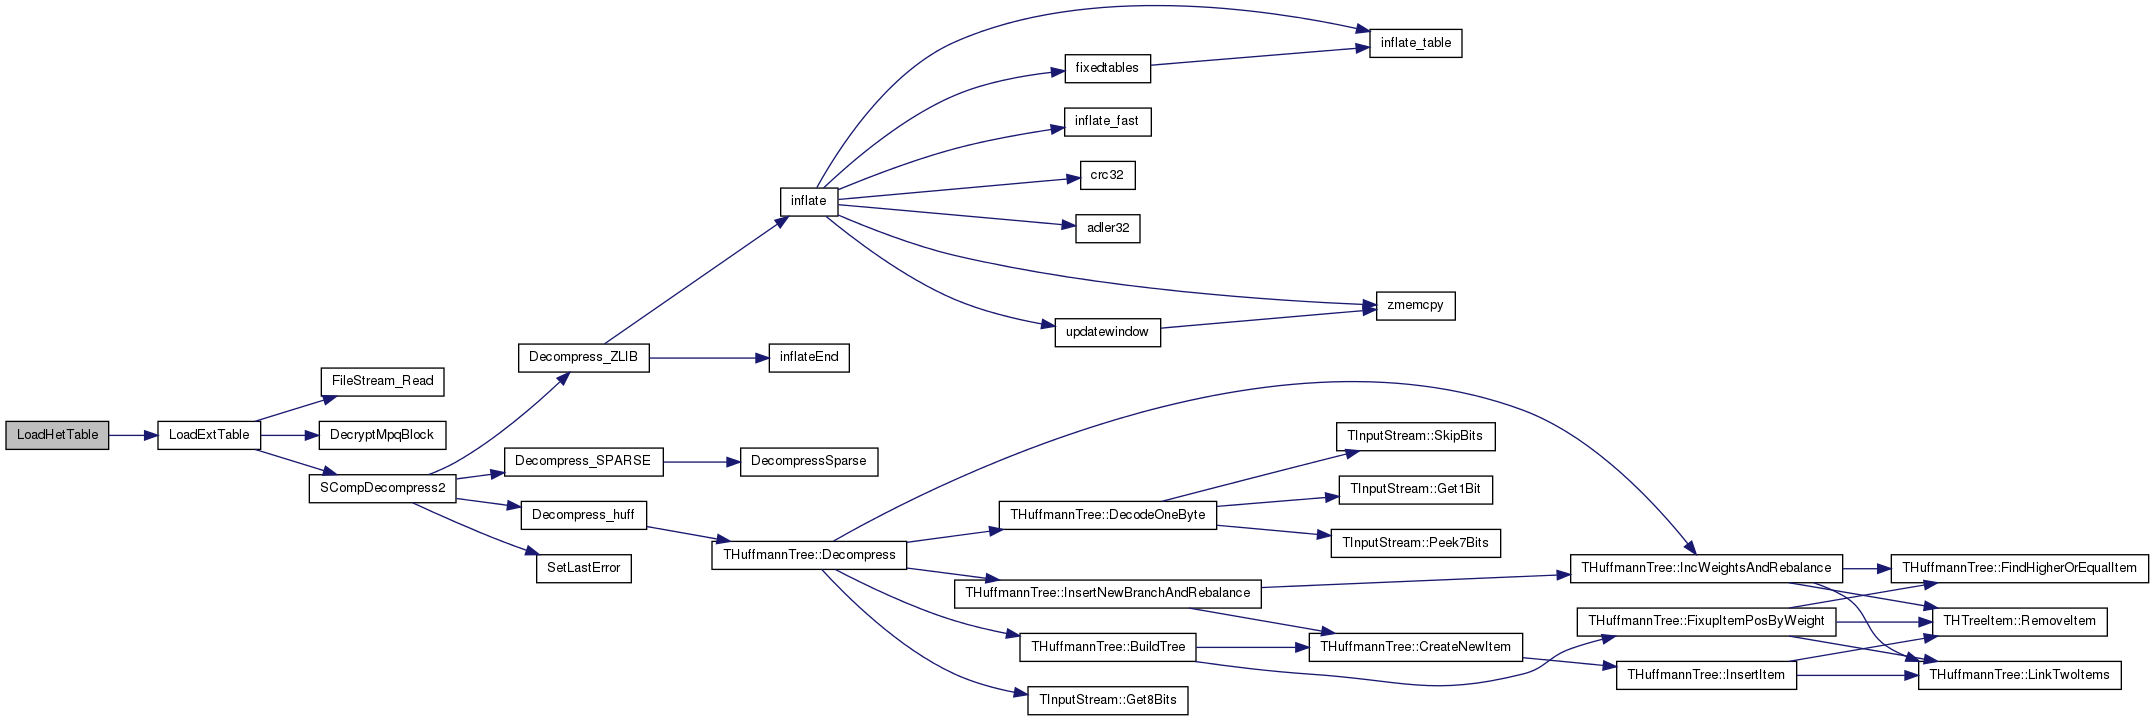 LoadHetTable
LoadExtTable
FileStream_Read
DecryptMpqBlock
SCompDecompress2
Decompress_ZLIB
Decompress_SPARSE
Decompress_huff
SetLastError
inflate
inflateEnd
DecompressSparse
THuffmannTree::Decompress
inflate_table
fixedtables
inflate_fast
crc32
adler32
zmemcpy
updatewindow
THuffmannTree::DecodeOneByte
TInputStream::SkipBits
TInputStream::Get1Bit
TInputStream::Peek7Bits
THuffmannTree::InsertNewBranchAndRebalance
THuffmannTree::BuildTree
TInputStream::Get8Bits
THuffmannTree::CreateNewItem
THuffmannTree::IncWeightsAndRebalance
THuffmannTree::FixupItemPosByWeight
THuffmannTree::InsertItem
THuffmannTree::FindHigherOrEqualItem
THTreeItem::RemoveItem
THuffmannTree::LinkTwoItems